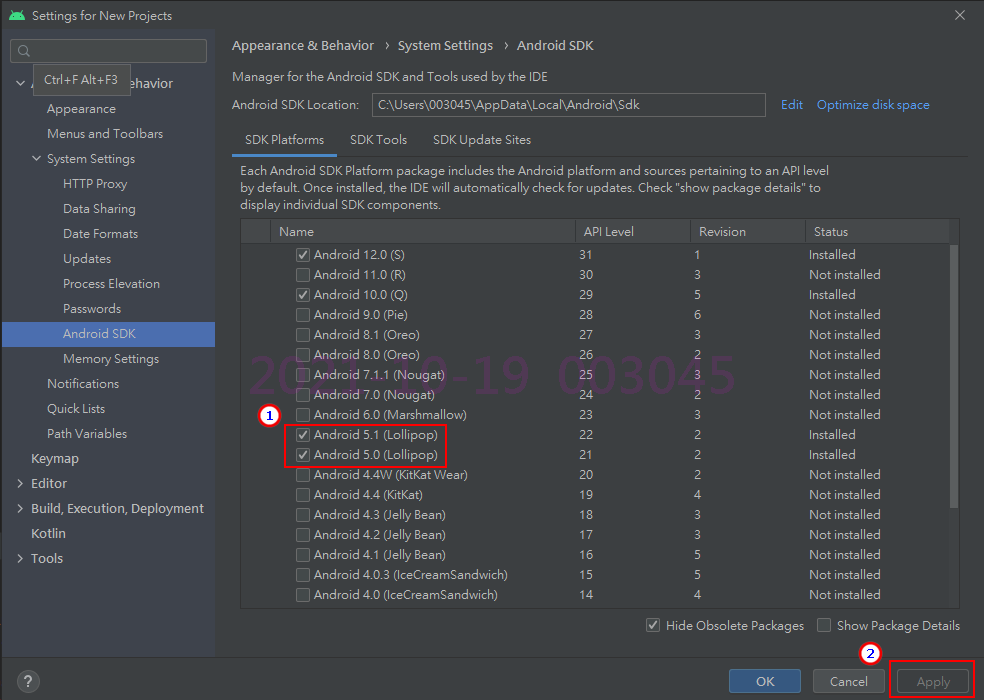 Settings for New Projects
Appearance & Behavior › System Settings › Android SDK
Ctrl+F Alt+F3
ehavior
Appearance
Menus and Toolbars
System Settings
HTTP Proxy
Data Sharing
Date Formats
Updates
Process Elevation
Passwords
Android SDK
Memory Settings
Notifications
Quick Lists
Path Variables
Keymap
Editor
Build, Execution, Deployment
Kotlin
Tools
Manager for the Android SDK and Tools used by the IDE
Android SDK Location: C:\Users\003045\AppData\Local\Android\Sdk Edit Optimize disk space
SDK Platforms SDK Tools SDK Update Sites
Each Android SDK Platform package includes the Android platform and sources pertaining to an API level
by default. Once installed, the IDE will automatically check for updates. Check "show package details" to
display individual SDK components.
Name API Level Revision Status
Android 12.0 (S) 31 1 Installed
Android 11.0 (R) 30 3 Not installed
Android 10.0 (Q) 29 5 Installed
Android 9.0 (Pie) 28 6 Not installed
Android 8.1 (Oreo) 27 3 Not installed
Android 8.0 (Oreo) 26 2 Not installed
Android 7.1.1 (Nougat) 25 3 Not installed
Android 7.0 (Nougat) 24 2 Not installed
Android 6.0 (Marshmallow) 23 3 Not installed
Android 5.1 (Lollipop) 22 2 Installed
Android 5.0 (Lollipop) 21 2 Installed
Android 4.4W (KitKat Wear) 20 2 Not installed
Android 4.4 (KitKat) 19 4 Not installed
Android 4.3 (Jelly Bean) 18 3 Not installed
Android 4.2 (Jelly Bean) 17 3 Not installed
Android 4.1 (Jelly Bean) 16 5 Not installed
Android 4.0.3 (IceCreamSandwich) 15 5 Not installed
Android 4.0 (IceCreamSandwich) 14 4 Not installed
2021-10-19 003045
1
Hide Obsolete Packages Show Package Details
2
? OK Cancel Apply